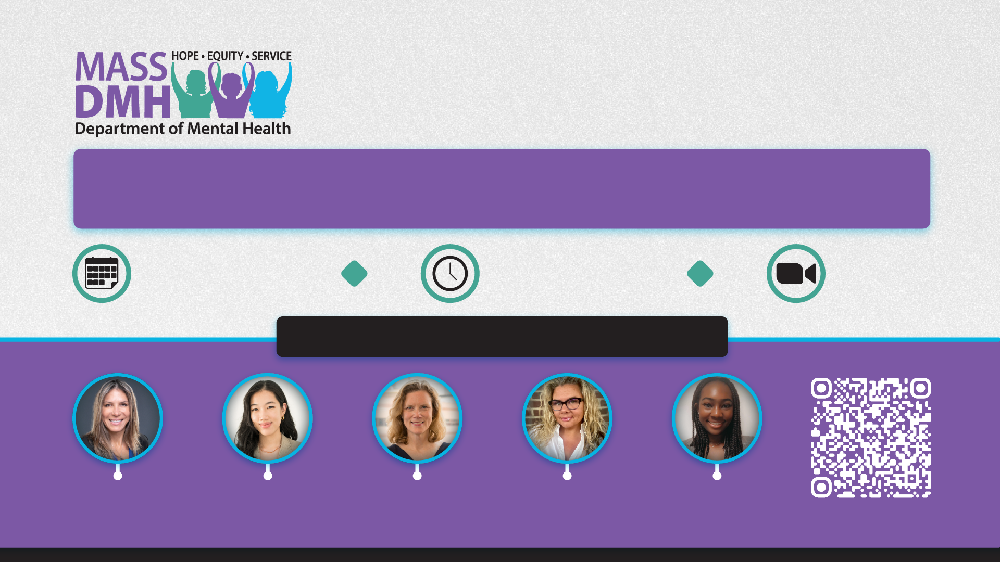 MASS
HOPE • EQUITY • SERVICE
DMH
Department of Mental Health